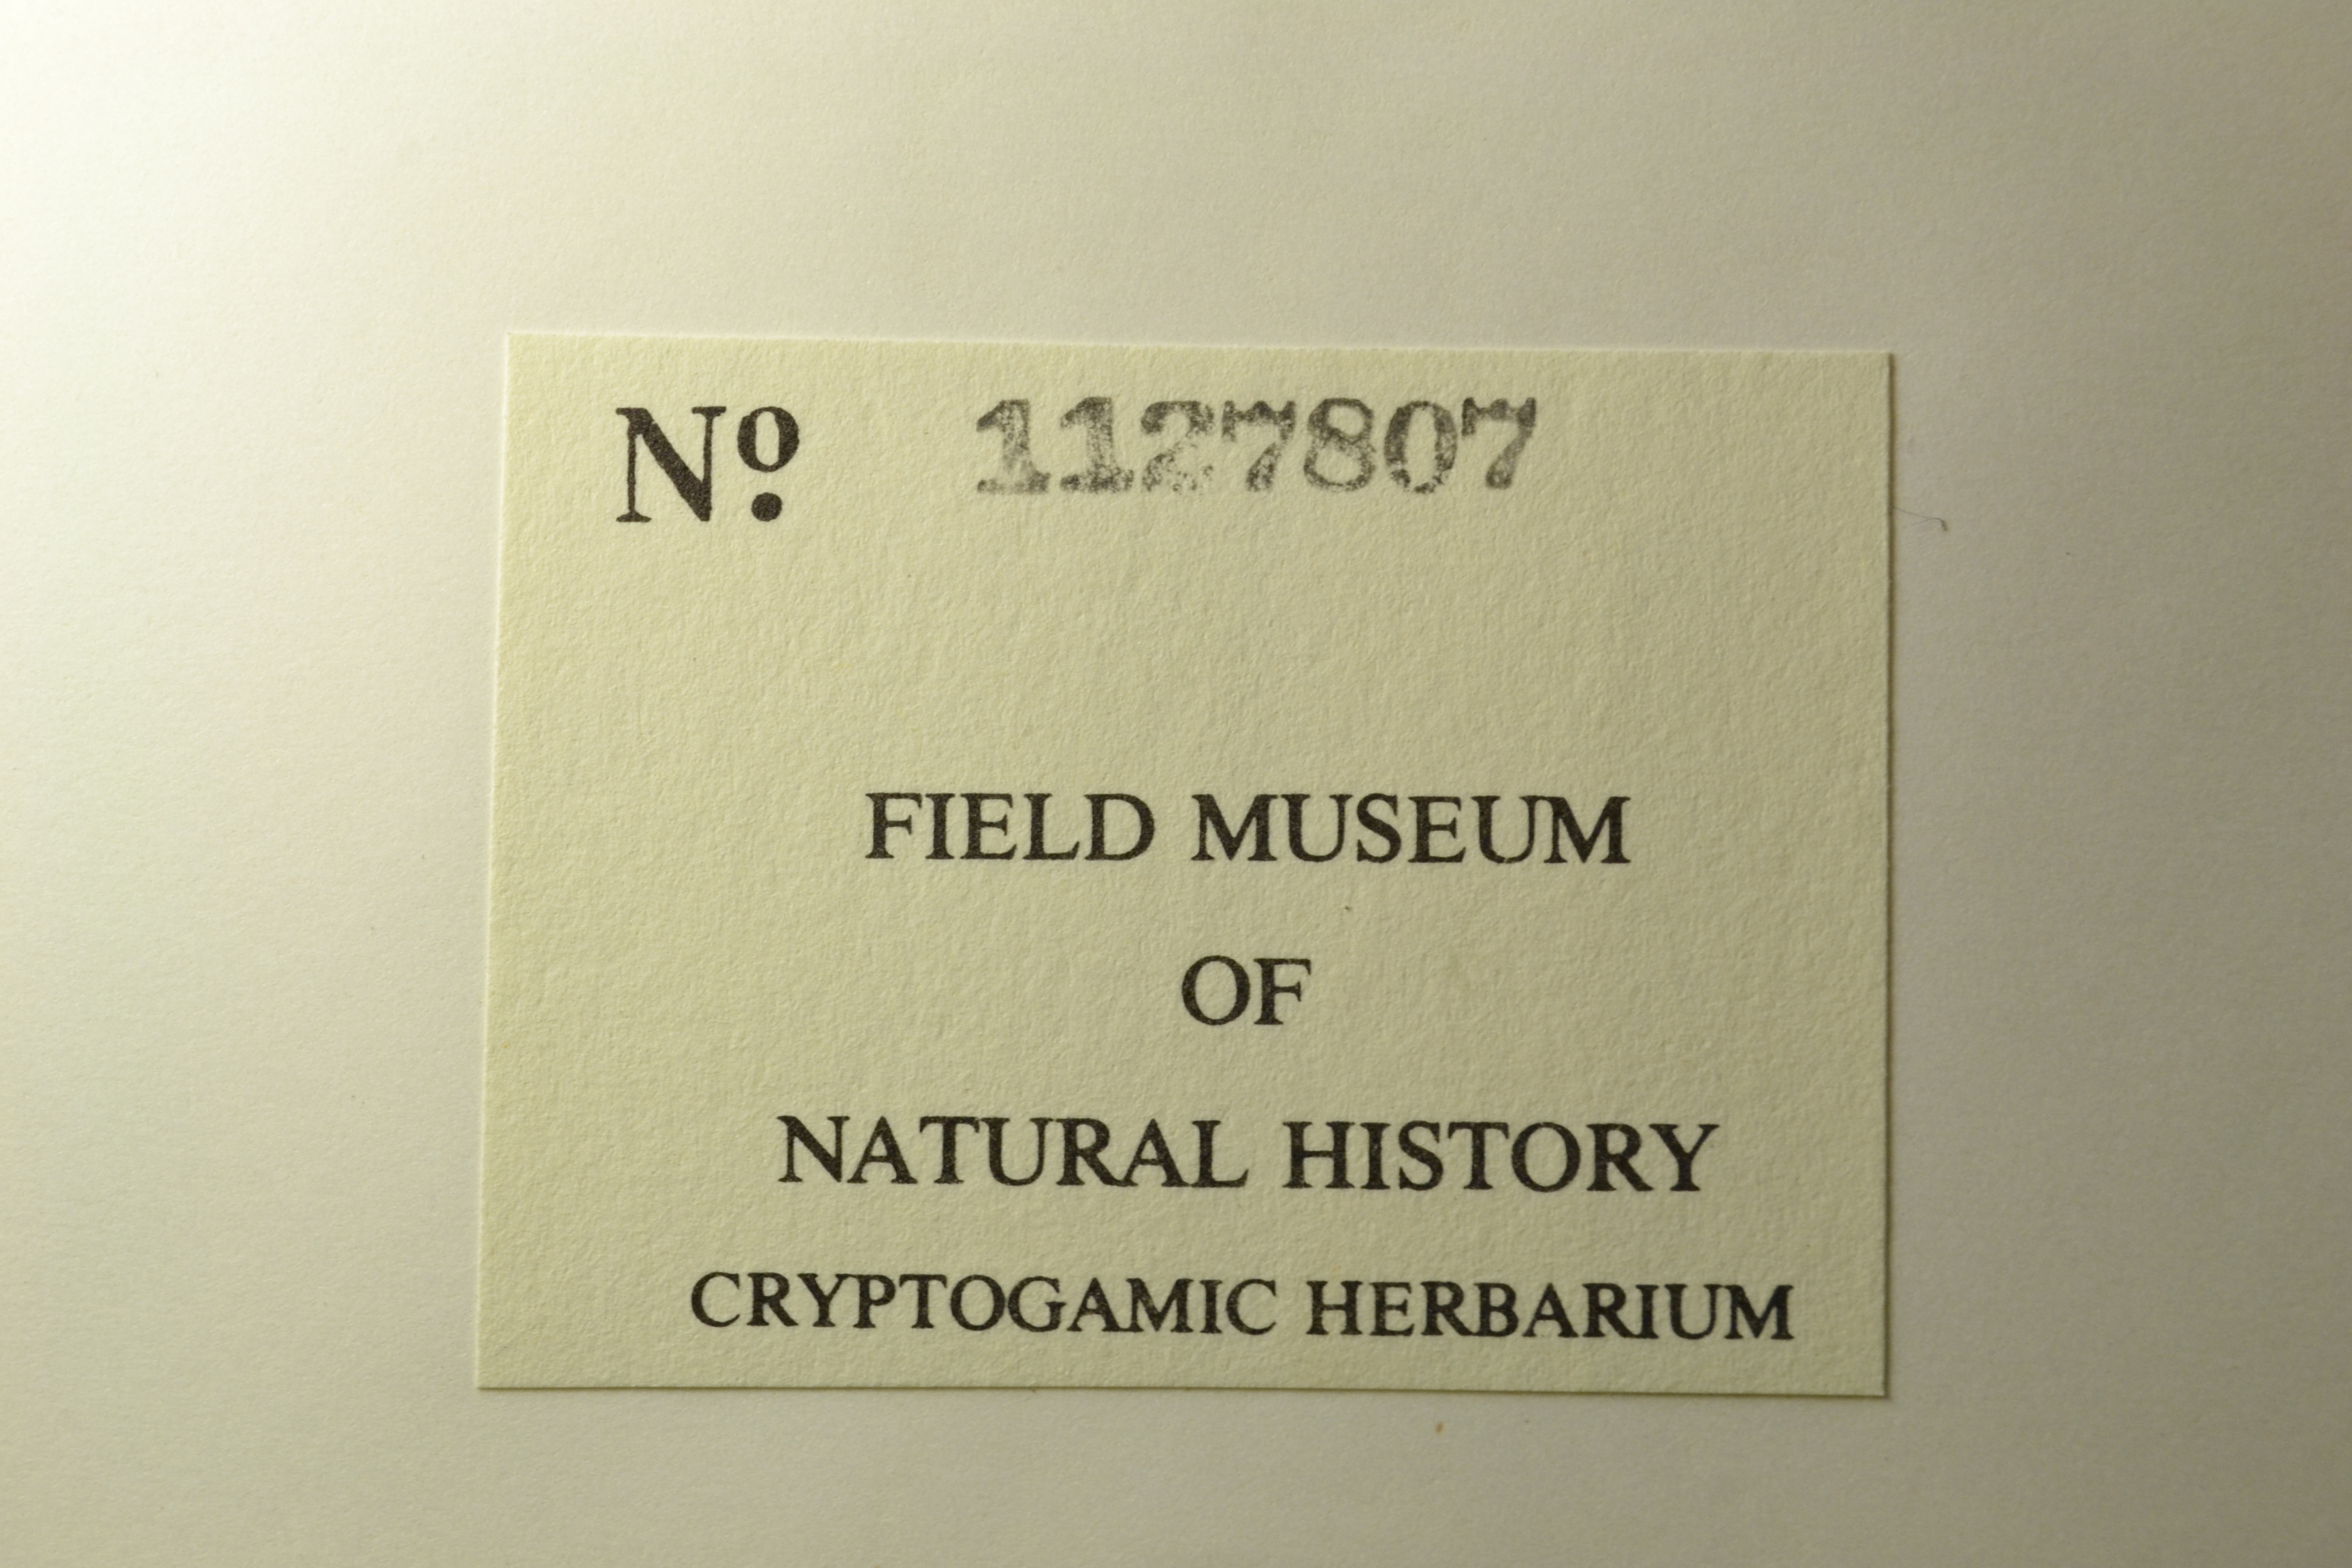 Nº 1127807
FIELD MUSEUM
OF
NATURAL HISTORY
CRYPTOGAMIC HERBARIUM